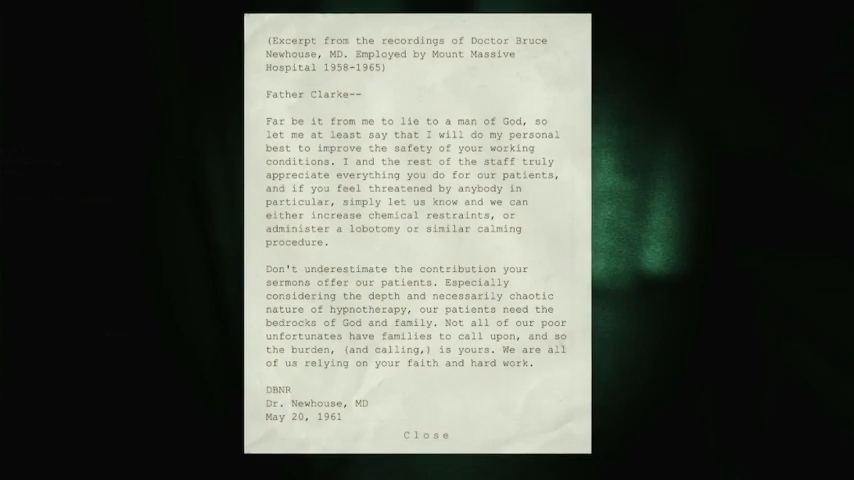 (Excerpt from the recordings of Doctor Bruce
Newhouse, MD. Employed by Mount Massive
Hospital 1958-1965)
Father Clarke--
Far be it from me to lie to a man of God, so
let me at least say that I will do my personal
best to improve the safety of your working
conditions. I and the rest of the staff truly
appreciate everything you do for our patients,
and if you feel threatened by anybody in
particular, simply let us know and we can
either increase chemical restraints, or
administer a lobotomy or similar calming
procedure.
Don't underestimate the contribution your
sermons offer our patients. Especially
considering the depth and necessarily chaotic
nature of hypnotherapy, our patients need the
bedrocks of God and family. Not all of our poor
unfortunates have families to call upon, and so
the burden, (and calling,) is yours. We are all
of us relying on your faith and hard work.
DBNR
Dr. Newhouse, MD
May 20, 1961
Close